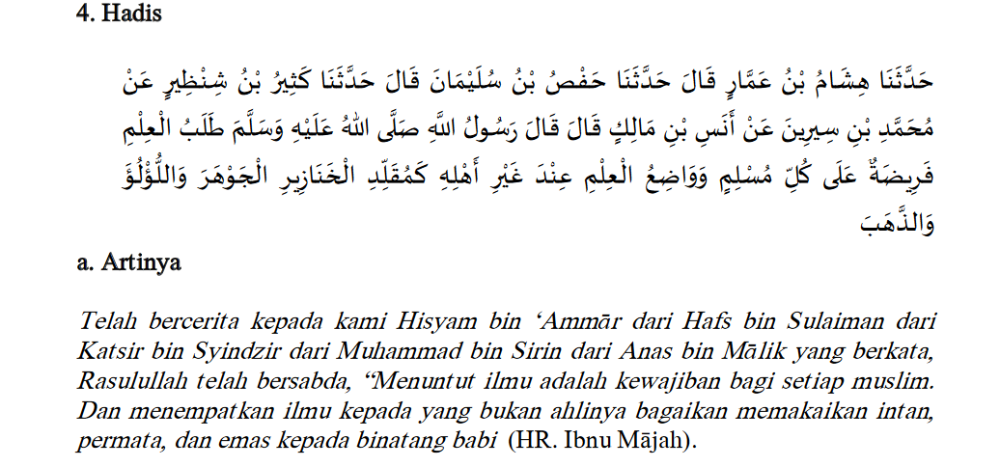 4. Hadis
حَدَّثَنَا هِشَامُ بْنُ عَمَّارٍ قَالَ حَدَّثَنَا حَفْصُ بْنُ سُلَيْمَانَ قَالَ حَدَّثَنَا كَثِيرُ بْنُ شِنْظِيرٍ عَنْ
مُحَمَّدِ بْنِ سِيرِينَ عَنْ أَنَسِ بْنِ مَالِكٍ قَالَ قَالَ رَسُولُ اللَّهِ صَلَّى اللهُ عَلَيْهِ وَسَلَّمَ طَلَبُ الْعِلْمِ
فَرِيضَةٌ عَلَى كُلِّ مُسْلِمٍ وَوَاضِعُ الْعِلْمِ عِنْدَ غَيْرِ أَهْلِهِ كَمُقَلِّدِ الْخَنَازِيرِ الْجَوْهَرَ وَاللُّؤْلُؤَ
وَالذَّهَبَ
a. Artinya
Telah bercerita kepada kami Hisyam bin ‘Ammār dari Hafs bin Sulaiman dari
Katsir bin Syindzir dari Muhammad bin Sirin dari Anas bin Mālik yang berkata,
Rasulullah telah bersabda, “Menuntut ilmu adalah kewajiban bagi setiap muslim.
Dan menempatkan ilmu kepada yang bukan ahlinya bagaikan memakaikan intan,
permata, dan emas kepada binatang babi (HR. Ibnu Mājah).